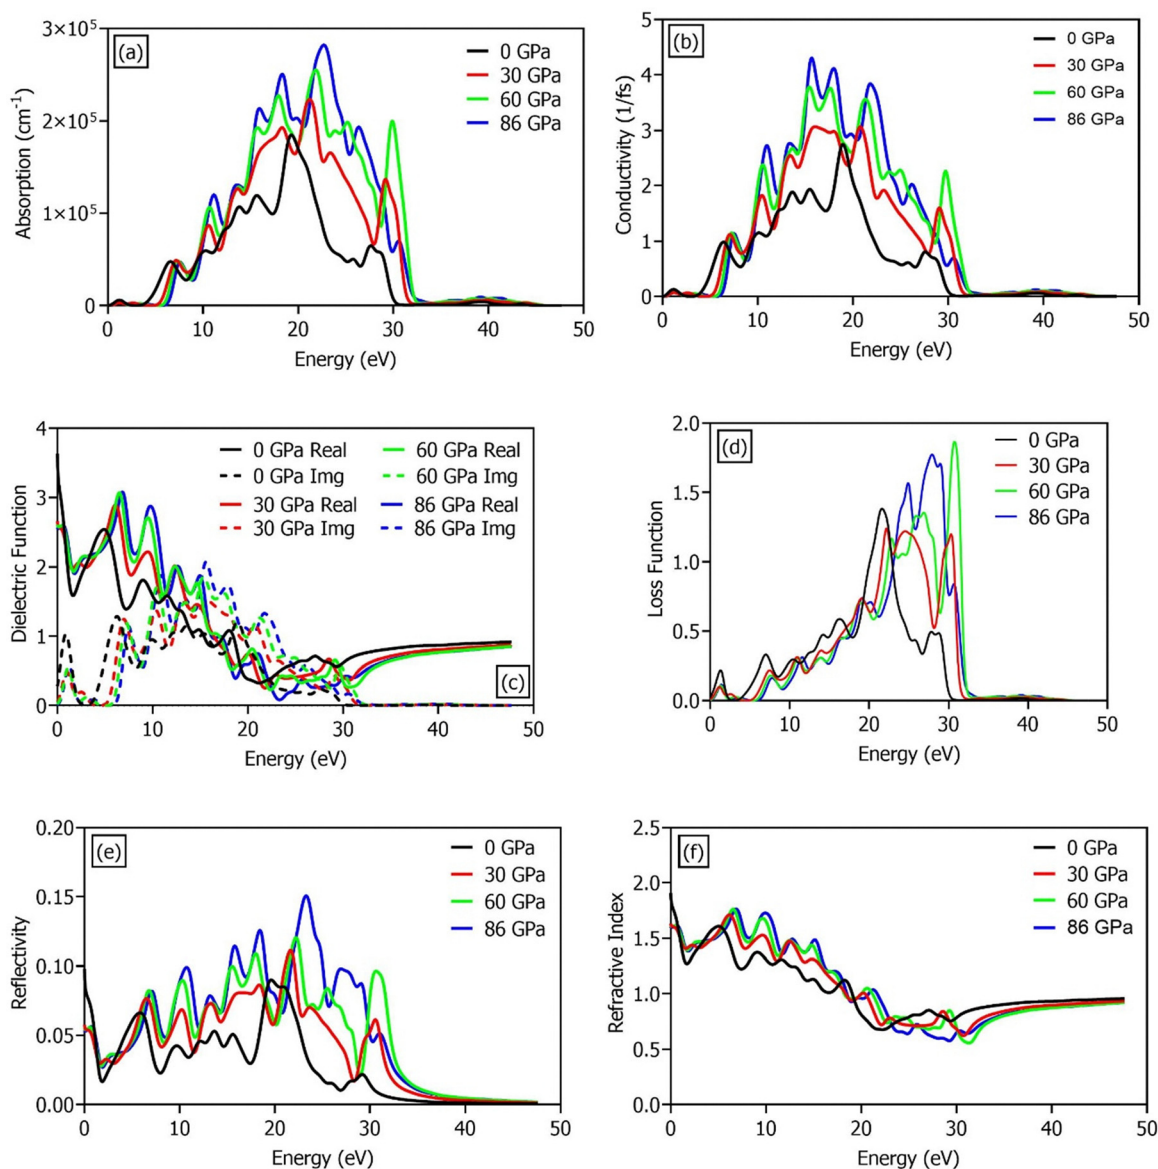 (a)
0 GPa
30 GPa
60 GPa
86 GPa
Absorption (cm⁻¹)
3×10⁵
2×10⁵
1×10⁵
0
0 10 20 30 40 50
Energy (eV)
(b)
0 GPa
30 GPa
60 GPa
86 GPa
Conductivity (1/fs)
5
4
3
2
1
0
0 10 20 30 40 50
Energy (eV)
(c)
0 GPa Real
0 GPa Img
30 GPa Real
30 GPa Img
60 GPa Real
60 GPa Img
86 GPa Real
86 GPa Img
Dielectric Function
4
3
2
1
0
0 10 20 30 40 50
Energy (eV)
(d)
0 GPa
30 GPa
60 GPa
86 GPa
Loss Function
2.0
1.5
1.0
0.5
0.0
0 10 20 30 40 50
Energy (eV)
(e)
0 GPa
30 GPa
60 GPa
86 GPa
Reflectivity
0.20
0.15
0.10
0.05
0.00
0 10 20 30 40 50
Energy (eV)
(f)
0 GPa
30 GPa
60 GPa
86 GPa
Refractive Index
2.5
2.0
1.5
1.0
0.5
0.0
0 10 20 30 40 50
Energy (eV)